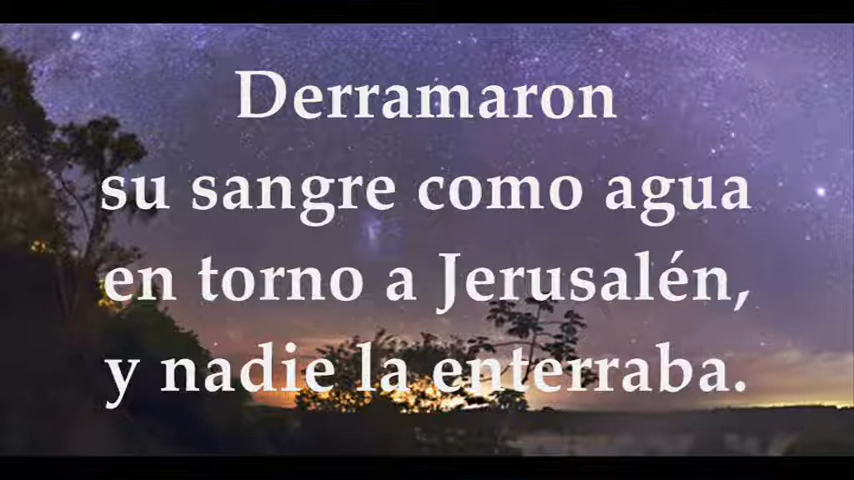 Derramaron
su sangre como agua
en torno a Jerusalén,
y nadie la enterraba.